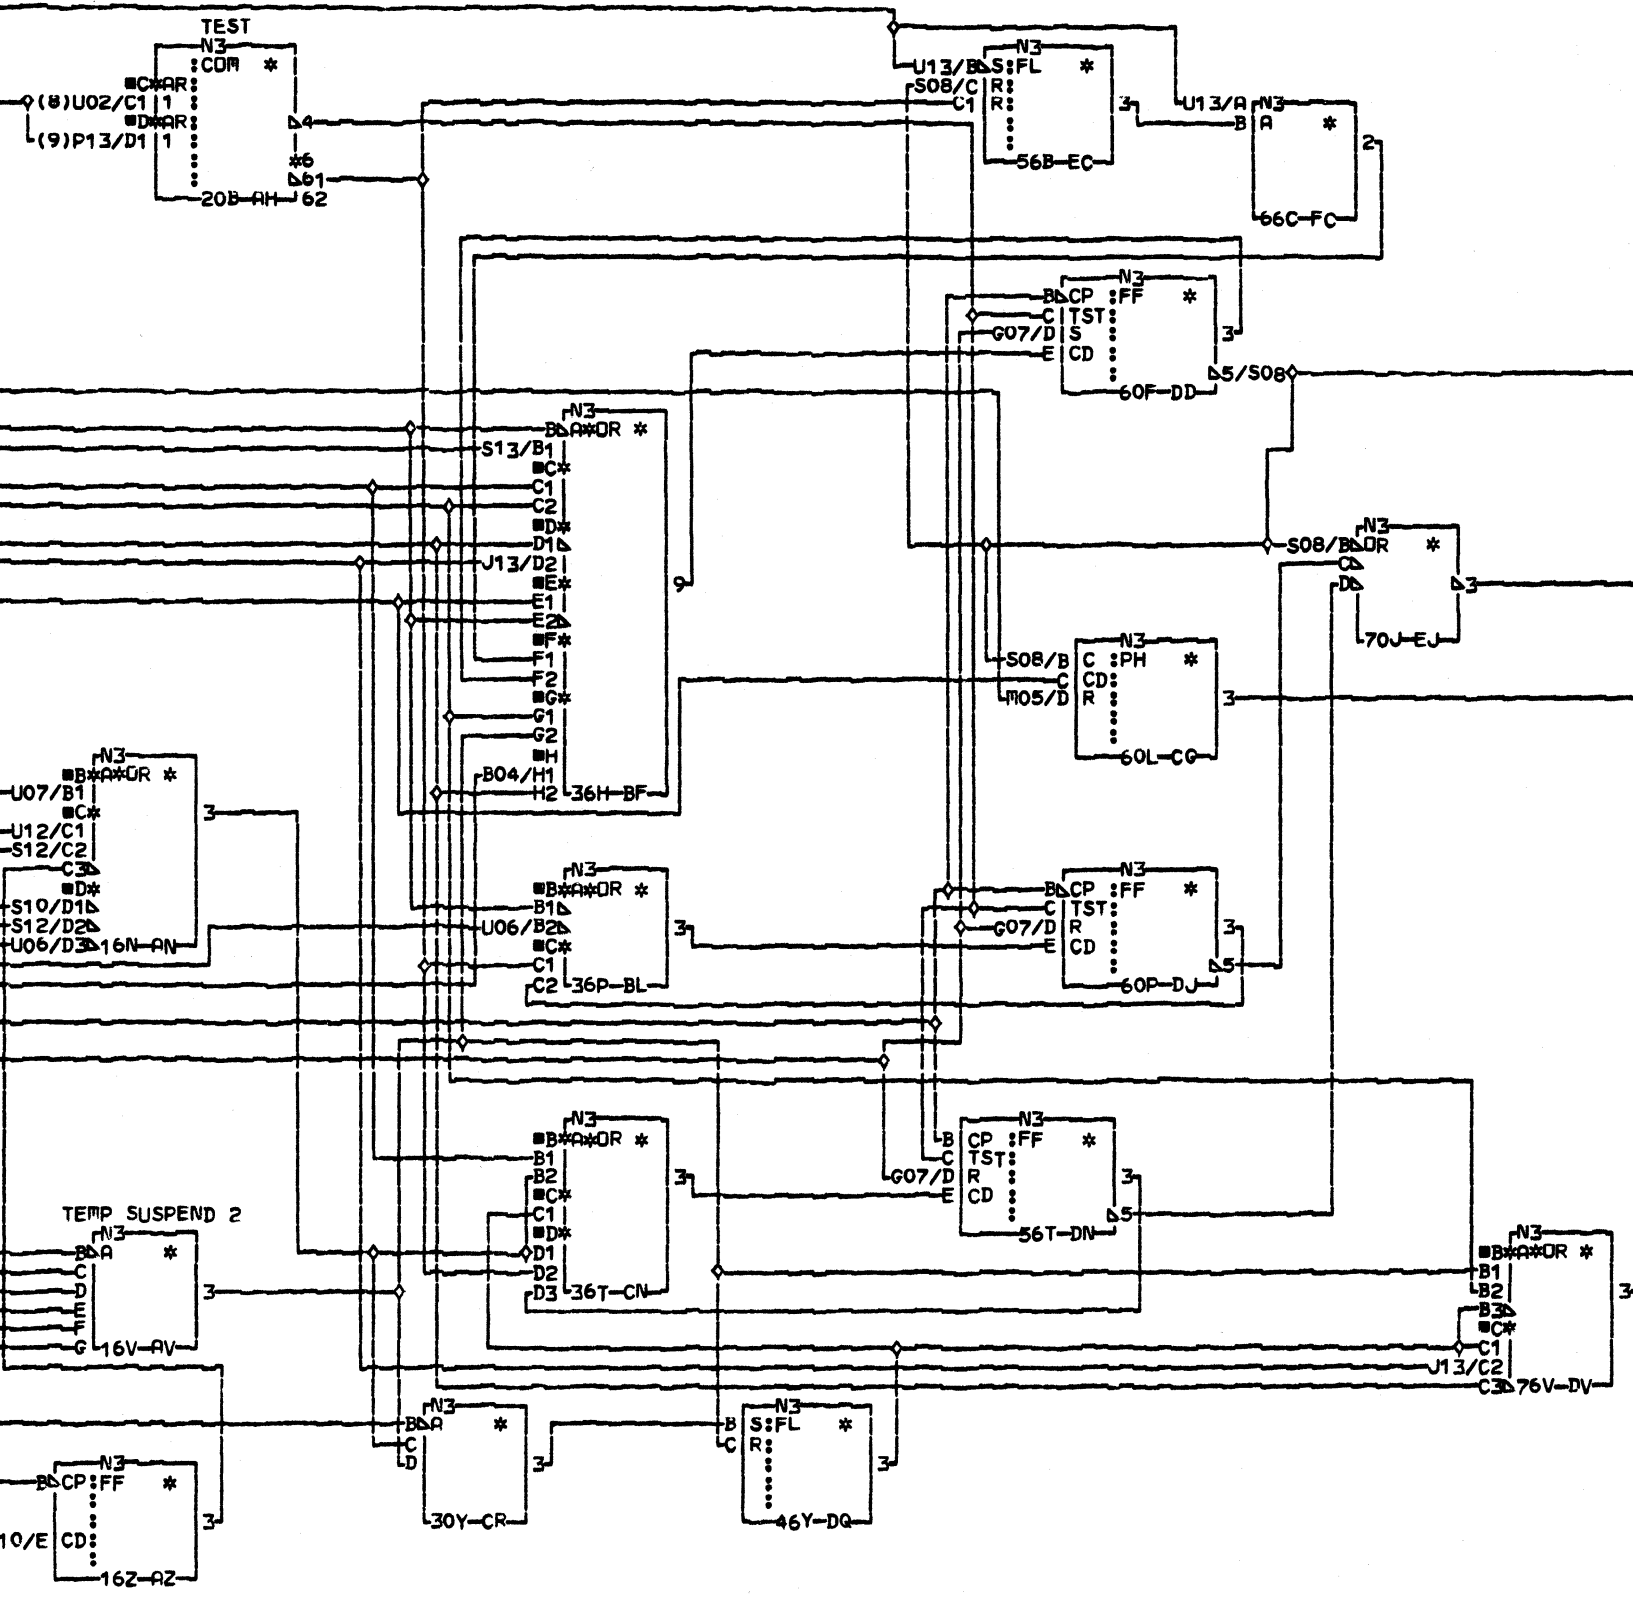 TEST
N3
COM *
■C*AR
(8)U02/C1 1
■D*AR
(9)P13/D1 1
4
*6
61
20B-AH 62
N3
U13/B S FL *
S08/C R
C1 R
3
56B-EC
U13/A N3
B A *
2
66C-FC
N3
B CP FF *
C TST
G07/D S
E CD
3
5/S08
60F-DD
N3
B A*OR *
S13/B1
■C*
C1
C2
■D*
D1
J13/D2
■E*
E1
E2
■F*
F1
F2
■G*
G1
G2
■H
B04/H1
H2
9
36H-BF
N3
S08/B OR *
C
D
3
70J-EJ
N3
S08/B C PH *
C CD
M05/D R
3
60L-CG
N3
■B*A*OR *
U07/B1
■C*
U12/C1
S12/C2
C3
■D*
S10/D1
S12/D2
U06/D3
3
16N-AN
N3
■B*A*OR *
B1
U06/B2
■C*
C1
C2
3
36P-BL
N3
B CP FF *
C TST
G07/D R
E CD
3
5
60P-DJ
N3
■B*A*OR *
B1
B2
■C*
C1
■D*
D1
D2
D3
3
36T-CN
N3
B CP FF *
C TST
G07/D R
E CD
3
5
56T-DN
TEMP SUSPEND 2
N3
B A *
C
D
E
F
G
3
16V-AV
N3
■B*A*OR *
B1
B2
B3
■C*
C1
J13/C2
C3
3
76V-DV
N3
B A *
C
D
3
30Y-CR
N3
B S FL *
C R
3
46Y-DQ
N3
B CP FF *
3
10/E CD
16Z-AZ